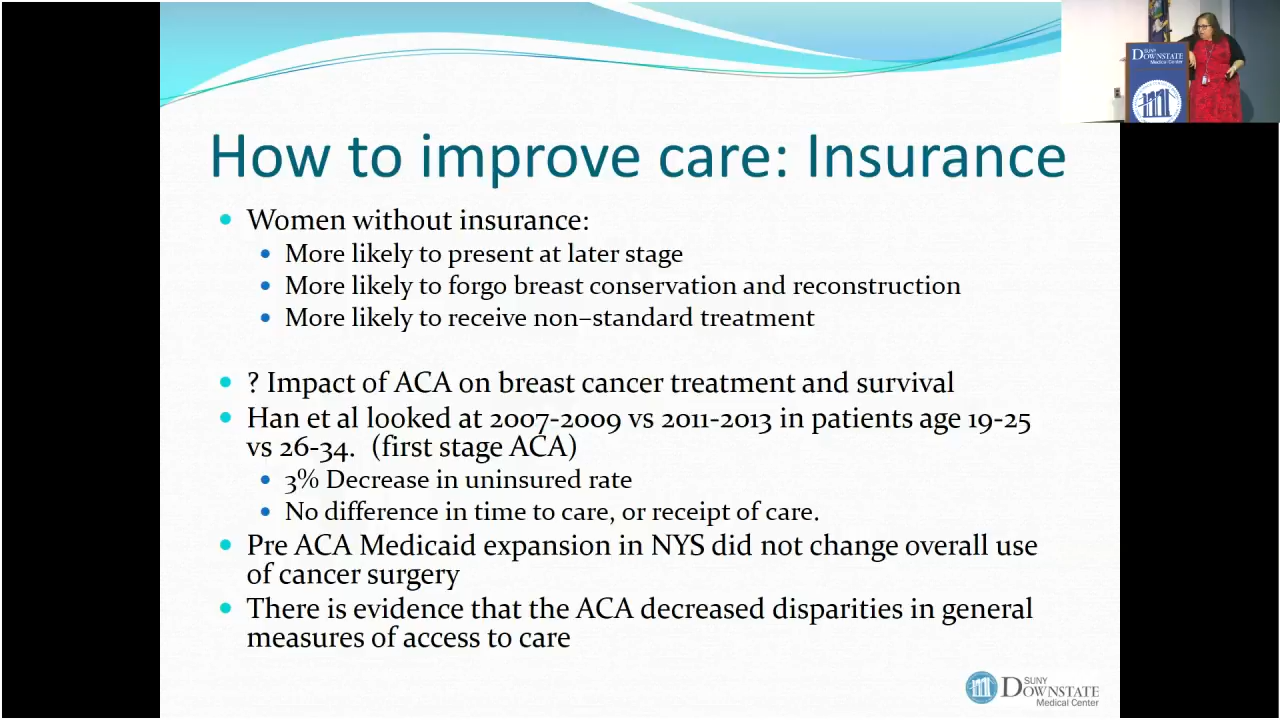 SUNY
DOWNSTATE
Medical Center
How to improve care: Insurance
• Women without insurance:
• More likely to present at later stage
• More likely to forgo breast conservation and reconstruction
• More likely to receive non–standard treatment
• ? Impact of ACA on breast cancer treatment and survival
• Han et al looked at 2007-2009 vs 2011-2013 in patients age 19-25
vs 26-34. (first stage ACA)
• 3% Decrease in uninsured rate
• No difference in time to care, or receipt of care.
• Pre ACA Medicaid expansion in NYS did not change overall use
of cancer surgery
• There is evidence that the ACA decreased disparities in general
measures of access to care
SUNY
DOWNSTATE
Medical Center